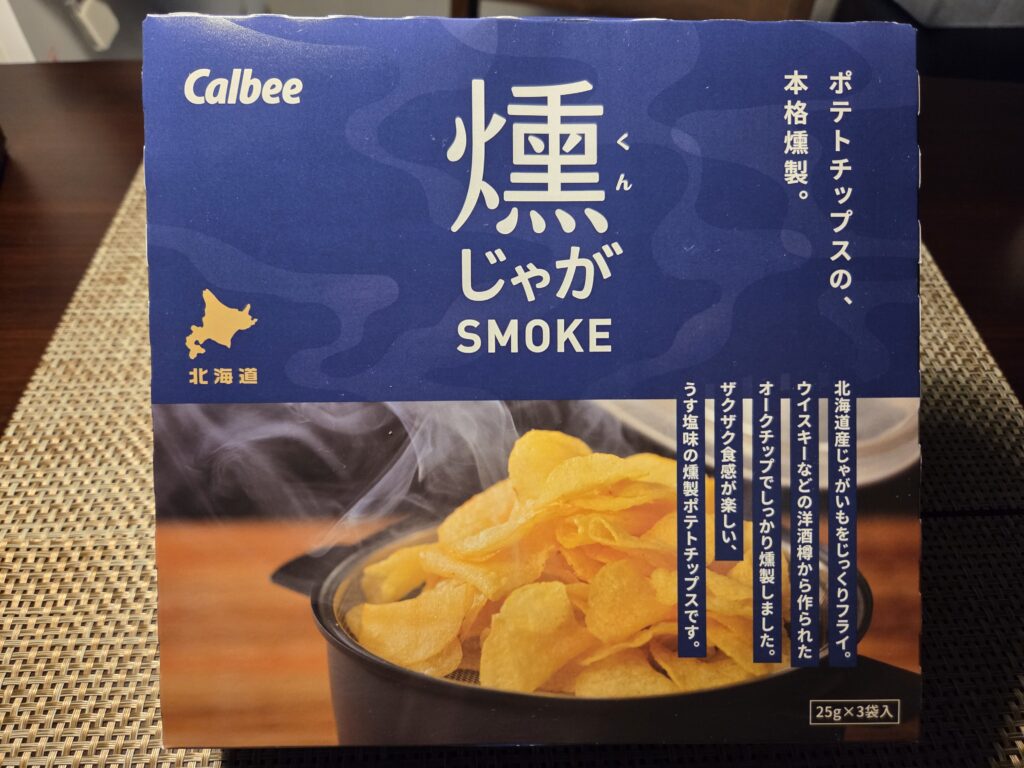 Calbee
燻
くん
じゃが
SMOKE
ポテトチップスの、
本格燻製。
北海道
北海道産じゃがいもをじっくりフライ。
ウイスキーなどの洋酒樽から作られた
オークチップでしっかり燻製しました。
ザクザク食感が楽しい、
うす塩味の燻製ポテトチップスです。
25g×3袋入